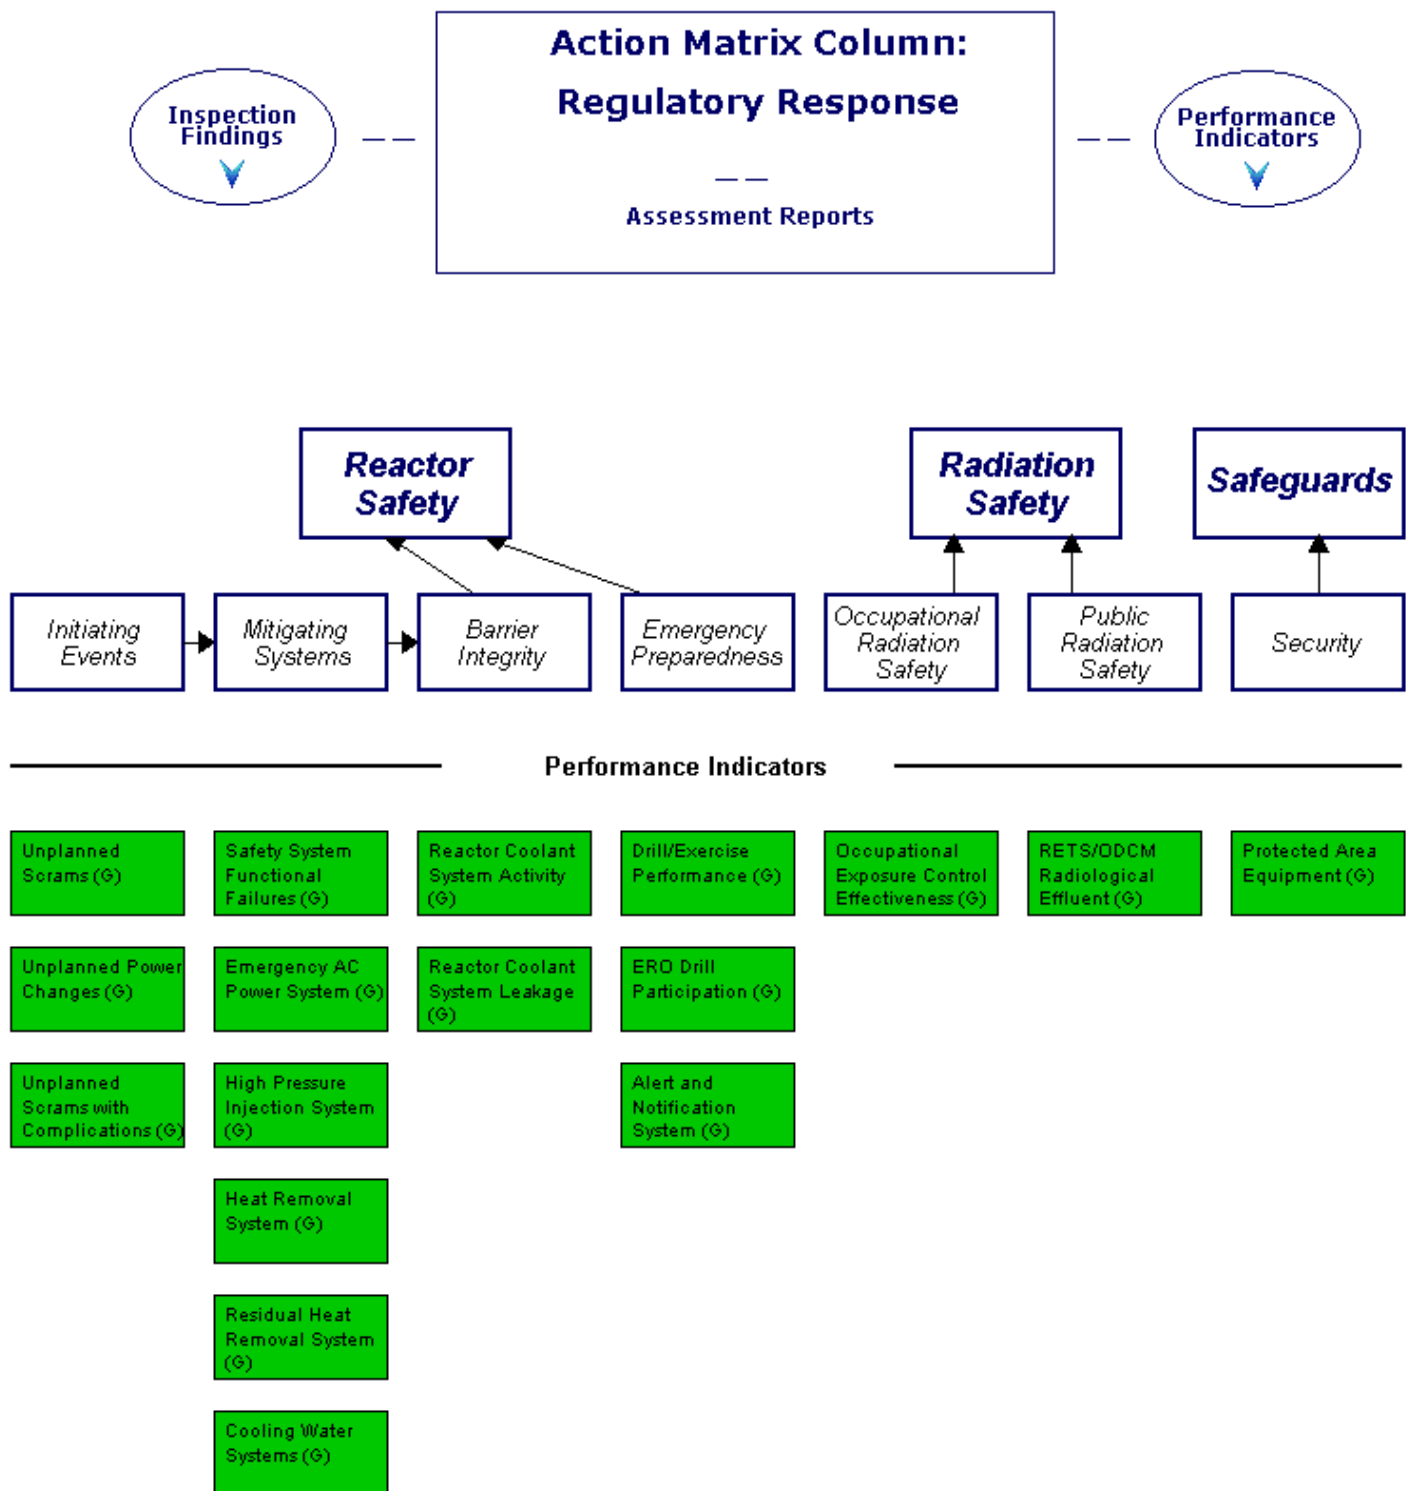 Action Matrix Column:
Regulatory Response
Inspection
Findings
— —
— —
Performance
Indicators
— —
Assessment Reports
Reactor
Safety
Radiation
Safety
Safeguards
Initiating
Events
Mitigating
Systems
Barrier
Integrity
Emergency
Preparedness
Occupational
Radiation
Safety
Public
Radiation
Safety
Security
Performance Indicators
Unplanned
Scrams (G)
Safety System
Functional
Failures (G)
Reactor Coolant
System Activity
(G)
Drill/Exercise
Performance (G)
Occupational
Exposure Control
Effectiveness (G)
RETS/ODCM
Radiological
Effluent (G)
Protected Area
Equipment (G)
Unplanned Power
Changes (G)
Emergency AC
Power System (G)
Reactor Coolant
System Leakage
(G)
ERO Drill
Participation (G)
Unplanned
Scrams with
Complications (G)
High Pressure
Injection System
(G)
Alert and
Notification
System (G)
Heat Removal
System (G)
Residual Heat
Removal System
(G)
Cooling Water
Systems (G)